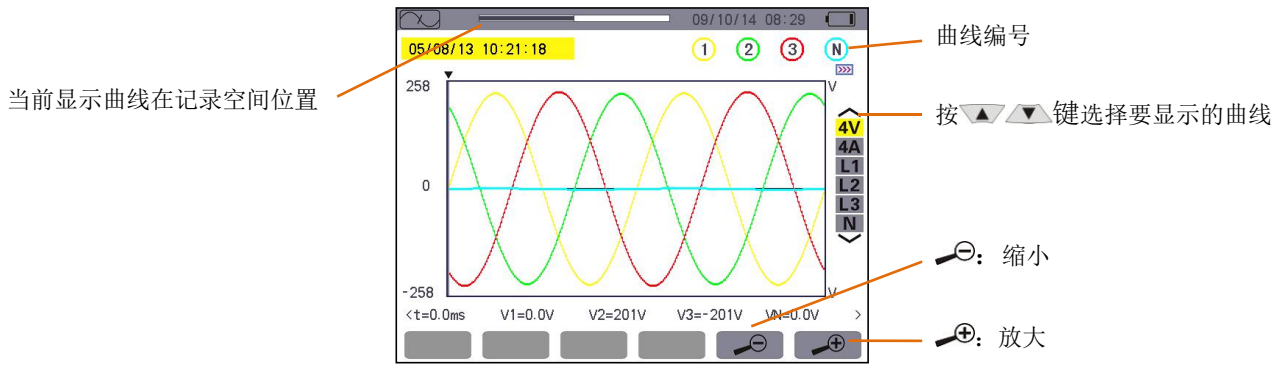 09/10/14 08:29
05/08/13 10:21:18
1 2 3 N
曲线编号
>>>
258
V
当前显示曲线在记录空间位置
按▲/▼键选择要显示的曲线
4V
4A
L1
0
L2
L3
N
:缩小
-258
V
<t=0.0ms V1=0.0V V2=201V V3=-201V VN=0.0V >
:放大